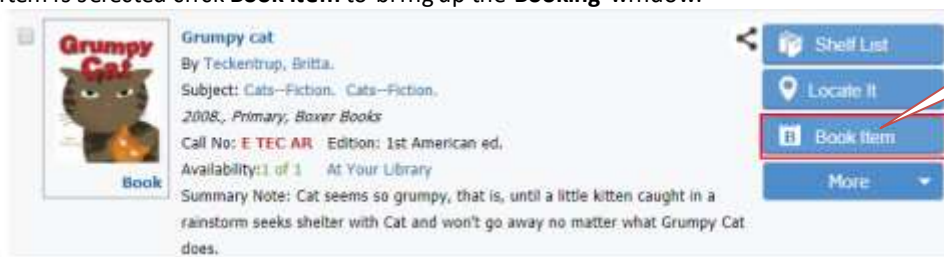 item is selected click Book Item to bring up the 'Booking' window.
Grumpy Cat
Book
Grumpy cat
By Teckentrup, Britta.
Subject: Cats--Fiction. Cats--Fiction.
2008., Primary, Boxer Books
Call No: E TEC AR Edition: 1st American ed.
Availability:1 of 1 At Your Library
Summary Note: Cat seems so grumpy, that is, until a little kitten caught in a
rainstorm seeks shelter with Cat and won't go away no matter what Grumpy Cat
does.
Shelf List
Locate It
B Book Item
More